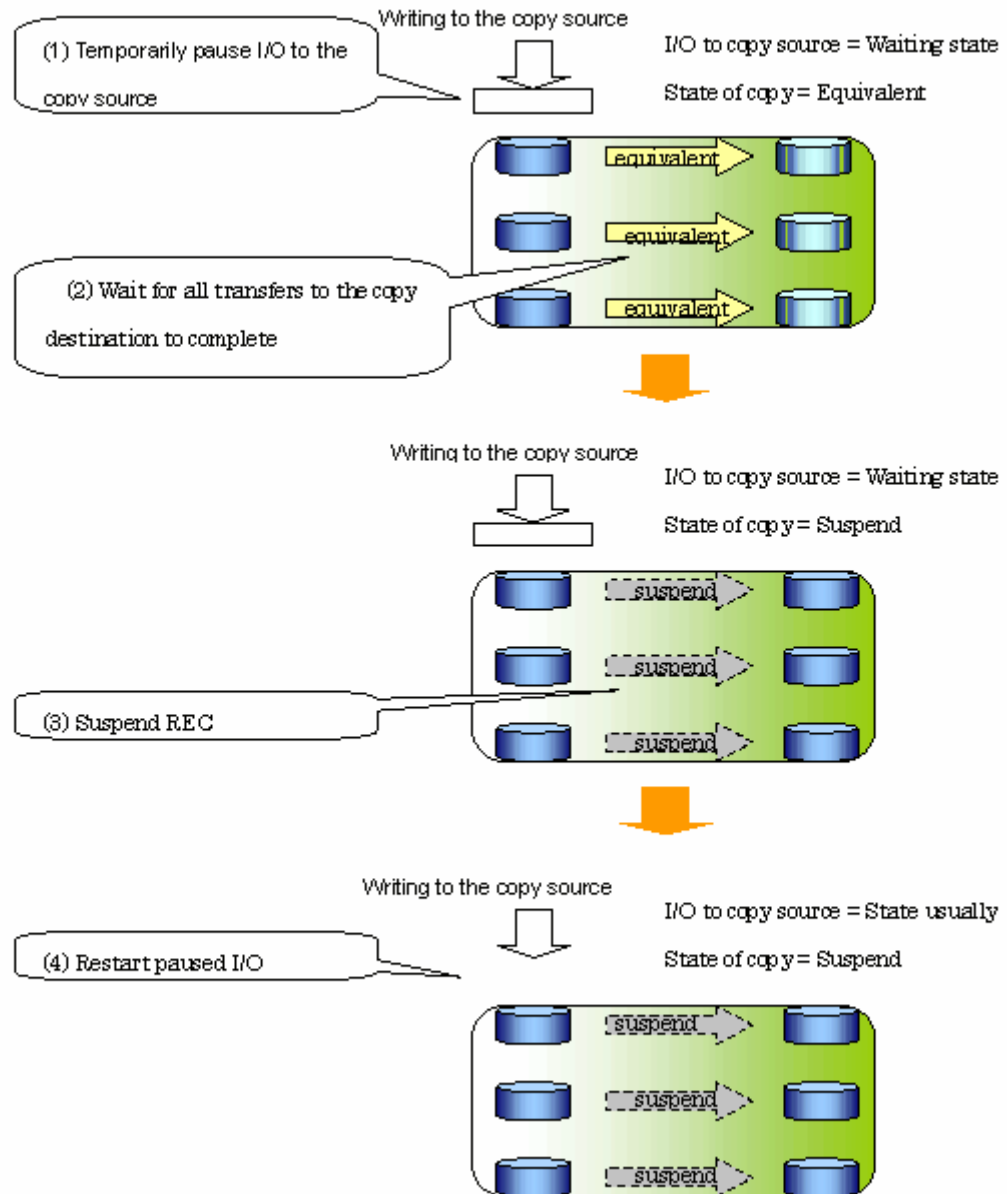 Writing to the copy source
(1) Temporarily pause I/O to the
copy source
I/O to copy source = Waiting state
State of copy = Equivalent
equivalent
equivalent
equivalent
(2) Wait for all transfers to the copy
destination to complete
Writing to the copy source
I/O to copy source = Waiting state
State of copy = Suspend
suspend
suspend
suspend
(3) Suspend REC
Writing to the copy source
I/O to copy source = State usually
State of copy = Suspend
(4) Restart paused I/O
suspend
suspend
suspend